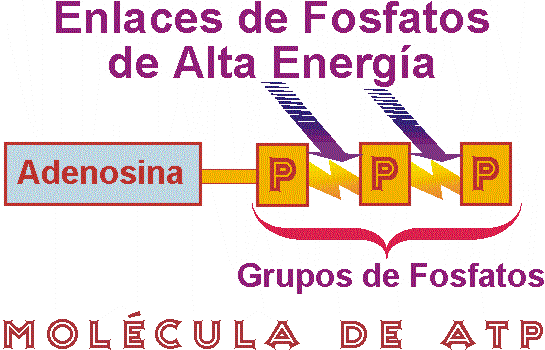 Enlaces de Fosfatos
de Alta Energía
Adenosina P P P
Grupos de Fosfatos
MOLÉCULA DE ATP